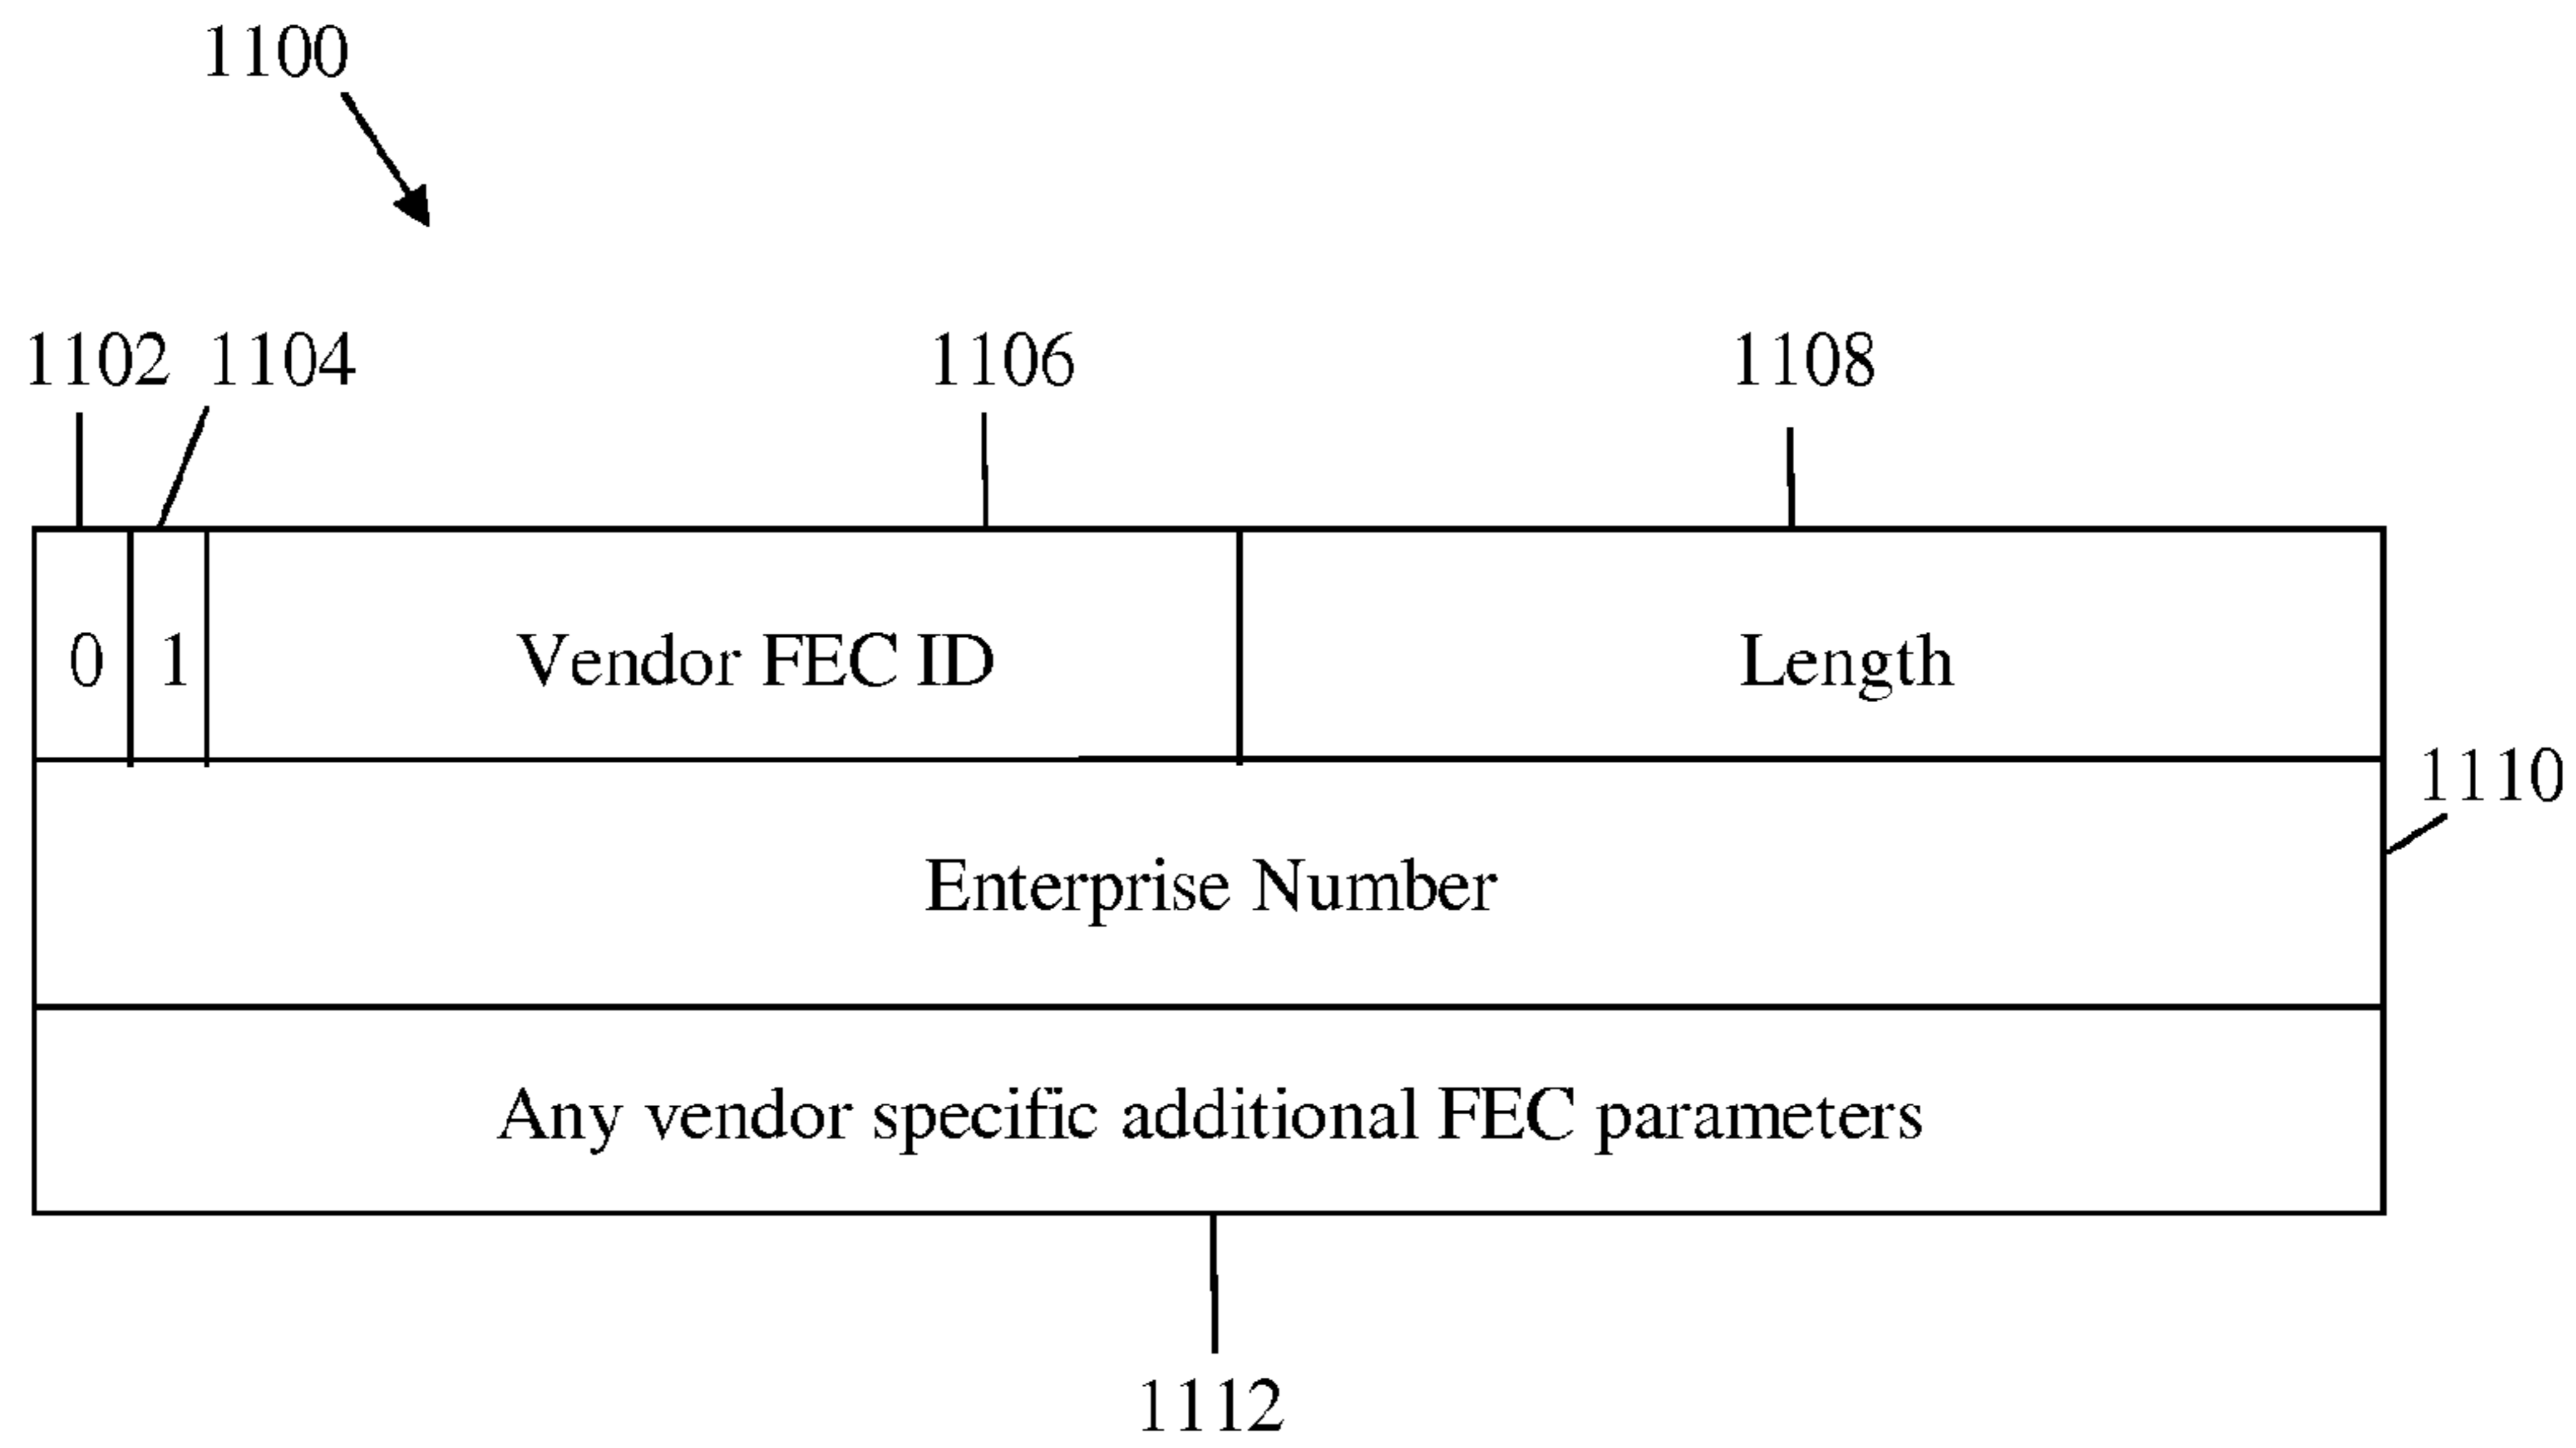 1100
1102 1104 1106 1108
0 1 Vendor FEC ID Length
1110
Enterprise Number
Any vendor specific additional FEC parameters
1112